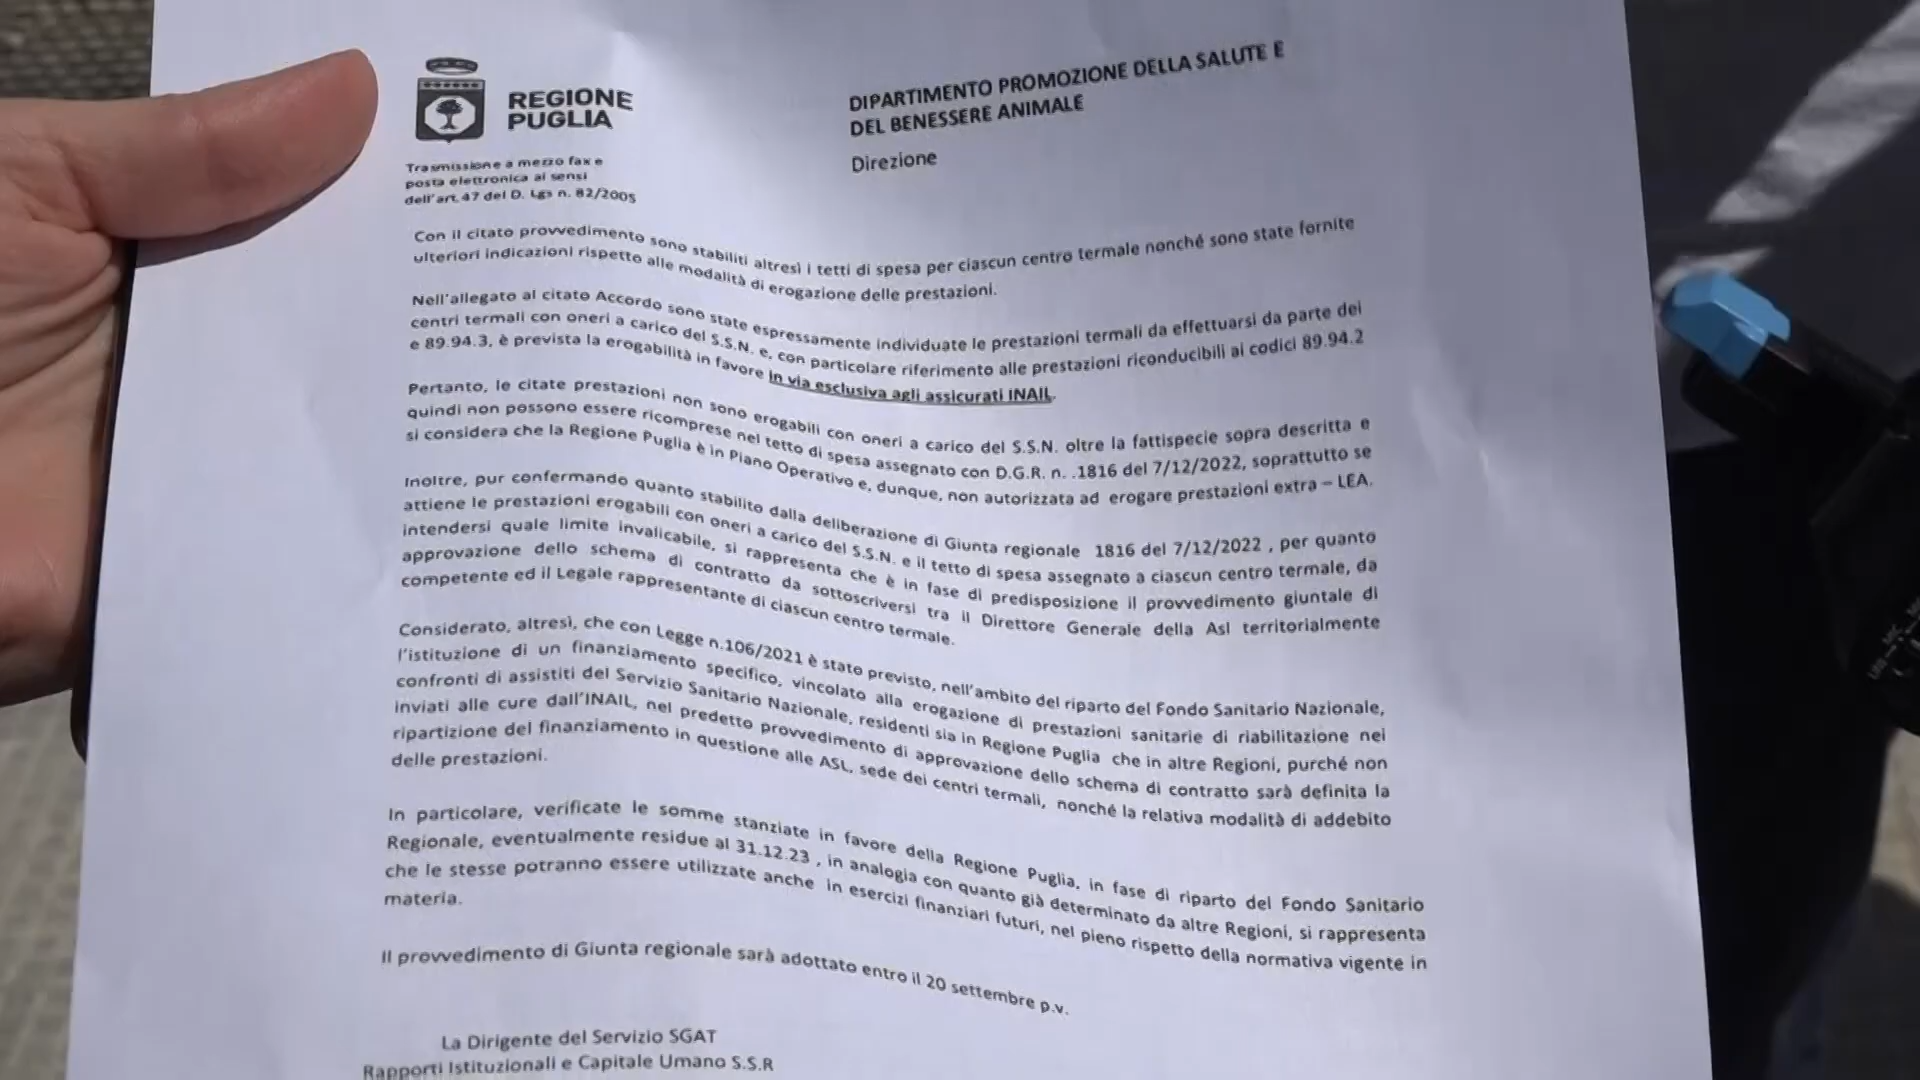 REGIONE
PUGLIA
DIPARTIMENTO PROMOZIONE DELLA SALUTE E
DEL BENESSERE ANIMALE
Direzione
Trasmissione a mezzo fax e
posta elettronica ai sensi
dell'art.47 del D. Lgs n. 82/2005
Con il citato provvedimento sono stabiliti altresì i tetti di spesa per ciascun centro termale nonché sono state fornite
ulteriori indicazioni rispetto alle modalità di erogazione delle prestazioni.
Nell'allegato al citato Accordo sono state espressamente individuate le prestazioni termali da effettuarsi da parte dei
centri termali con oneri a carico del S.S.N. e, con particolare riferimento alle prestazioni riconducibili ai codici 89.94.2
e 89.94.3, è prevista la erogabilità in favore in via esclusiva agli assicurati INAIL.
Pertanto, le citate prestazioni non sono erogabili con oneri a carico del S.S.N. oltre la fattispecie sopra descritta e
quindi non possono essere ricomprese nel tetto di spesa assegnato con D.G.R. n. .1816 del 7/12/2022, soprattutto se
si considera che la Regione Puglia è in Piano Operativo e, dunque, non autorizzata ad erogare prestazioni extra – LEA.
Inoltre, pur confermando quanto stabilito dalla deliberazione di Giunta regionale 1816 del 7/12/2022 , per quanto
attiene le prestazioni erogabili con oneri a carico del S.S.N. e il tetto di spesa assegnato a ciascun centro termale, da
intendersi quale limite invalicabile, si rappresenta che è in fase di predisposizione il provvedimento giuntale di
approvazione dello schema di contratto da sottoscriversi tra il Direttore Generale della Asl territorialmente
competente ed il Legale rappresentante di ciascun centro termale.
Considerato, altresì, che con Legge n.106/2021 è stato previsto, nell'ambito del riparto del Fondo Sanitario Nazionale,
l'istituzione di un finanziamento specifico, vincolato alla erogazione di prestazioni sanitarie di riabilitazione nei
confronti di assistiti del Servizio Sanitario Nazionale, residenti sia in Regione Puglia che in altre Regioni, purché non
inviati alle cure dall'INAIL, nel predetto provvedimento di approvazione dello schema di contratto sarà definita la
ripartizione del finanziamento in questione alle ASL, sede dei centri termali, nonché la relativa modalità di addebito
delle prestazioni.
In particolare, verificate le somme stanziate in favore della Regione Puglia, in fase di riparto del Fondo Sanitario
Regionale, eventualmente residue al 31.12.23 , in analogia con quanto già determinato da altre Regioni, si rappresenta
che le stesse potranno essere utilizzate anche in esercizi finanziari futuri, nel pieno rispetto della normativa vigente in
materia.
Il provvedimento di Giunta regionale sarà adottato entro il 20 settembre p.v.
La Dirigente del Servizio SGAT
Rapporti Istituzionali e Capitale Umano S.S.R